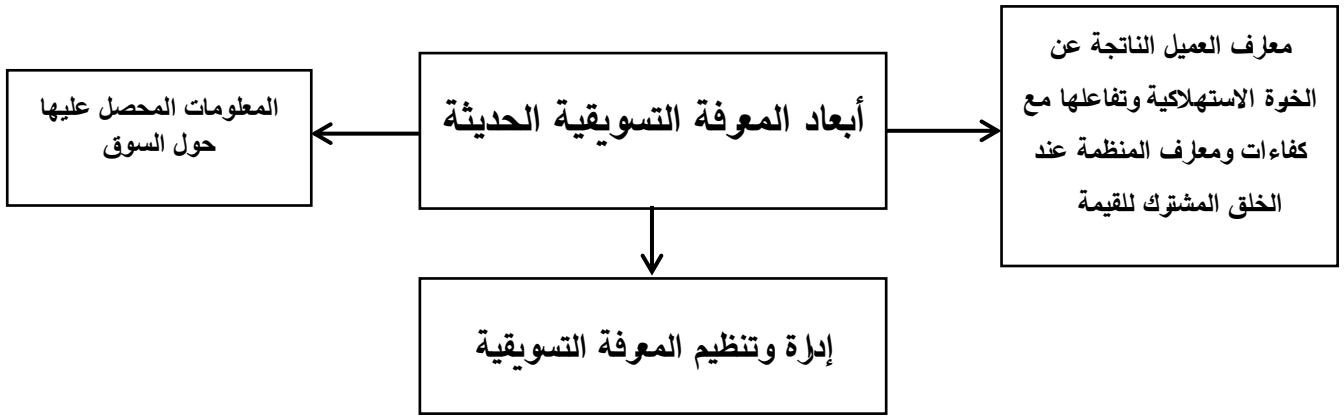 معارف العميل الناتجة عن
الخوة الاستهلاكية وتفاعلها مع
كفاءات ومعارف المنظمة عند
الخلق المشترك للقيمة
أبعاد المعرفة التسويقية الحديثة
المعلومات المحصل عليها
حول السوق
إدارة وتنظيم المعرفة التسويقية